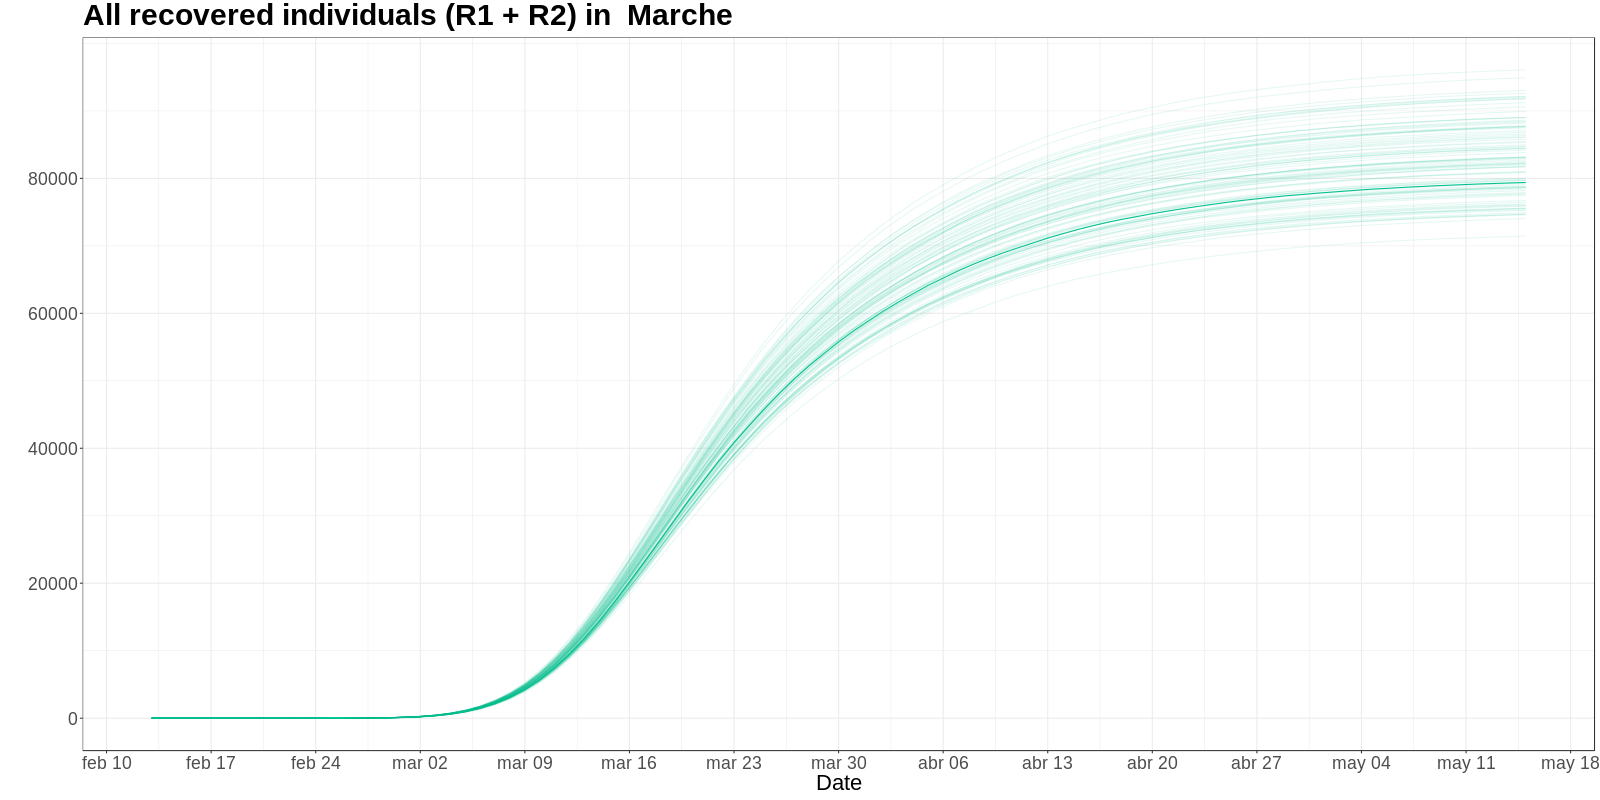 All recovered individuals (R1 + R2) in  Marche
80000
60000
40000
20000
0
feb 10 feb 17 feb 24 mar 02 mar 09 mar 16 mar 23 mar 30 abr 06 abr 13 abr 20 abr 27 may 04 may 11 may 18
Date